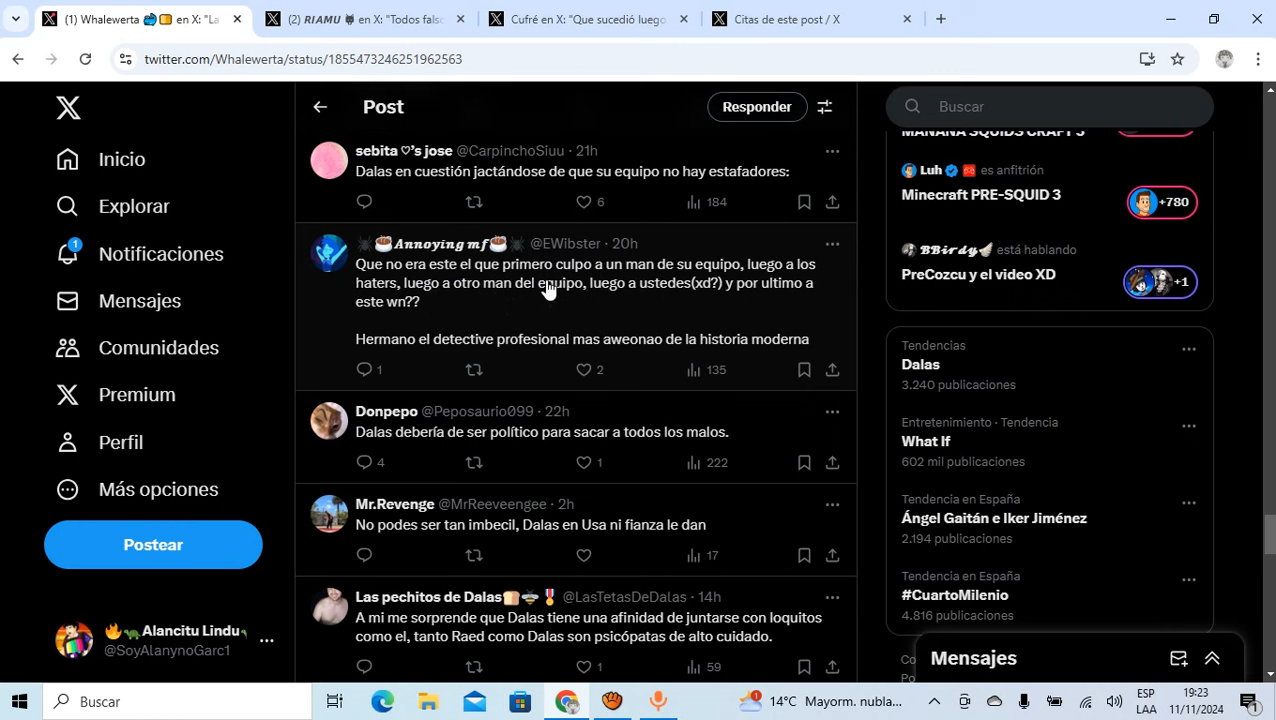 (1) Whalewerta en X: "La
(2) RIAMU en X: "Todos fals
Cufré en X: "Que sucedió luego
Citas de este post / X
twitter.com/Whalewerta/status/1855473246251962563
Post
Responder
Buscar
Inicio
Explorar
1
Notificaciones
Mensajes
Comunidades
Premium
Perfil
Más opciones
Postear
🔥🐢Alancitu Lindu
@SoyAlanynoGarc1
sebita ♡'s jose @CarpinchoSiuu · 21h
Dalas en cuestión jactándose de que su equipo no hay estafadores:
6
184
🕷️☕Annoying mf☕🕷️ @EWibster · 20h
Que no era este el que primero culpo a un man de su equipo, luego a los
haters, luego a otro man del equipo, luego a ustedes(xd?) y por ultimo a
este wn??
Hermano el detective profesional mas aweonao de la historia moderna
1
2
135
Donpepo @Peposaurio099 · 22h
Dalas debería de ser político para sacar a todos los malos.
4
1
222
Mr.Revenge @MrReeveengee · 2h
No podes ser tan imbecil, Dalas en Usa ni fianza le dan
17
Las pechitos de Dalas🍞🐝🎖️ @LasTetasDeDalas · 14h
A mi me sorprende que Dalas tiene una afinidad de juntarse con loquitos
como el, tanto Raed como Dalas son psicópatas de alto cuidado.
1
59
MAÑANA SQUIDS CRAFT 3
Luh es anfitrión
Minecraft PRE-SQUID 3
+780
BBirdy está hablando
PreCozcu y el video XD
+1
Tendencias
Dalas
3.240 publicaciones
Entretenimiento · Tendencia
What If
602 mil publicaciones
Tendencia en España
Ángel Gaitán e Iker Jiménez
2.194 publicaciones
Tendencia en España
#CuartoMilenio
4.816 publicaciones
Mensajes
Buscar
14°C Mayorm. nubla...
ESP
LAA
19:23
11/11/2024